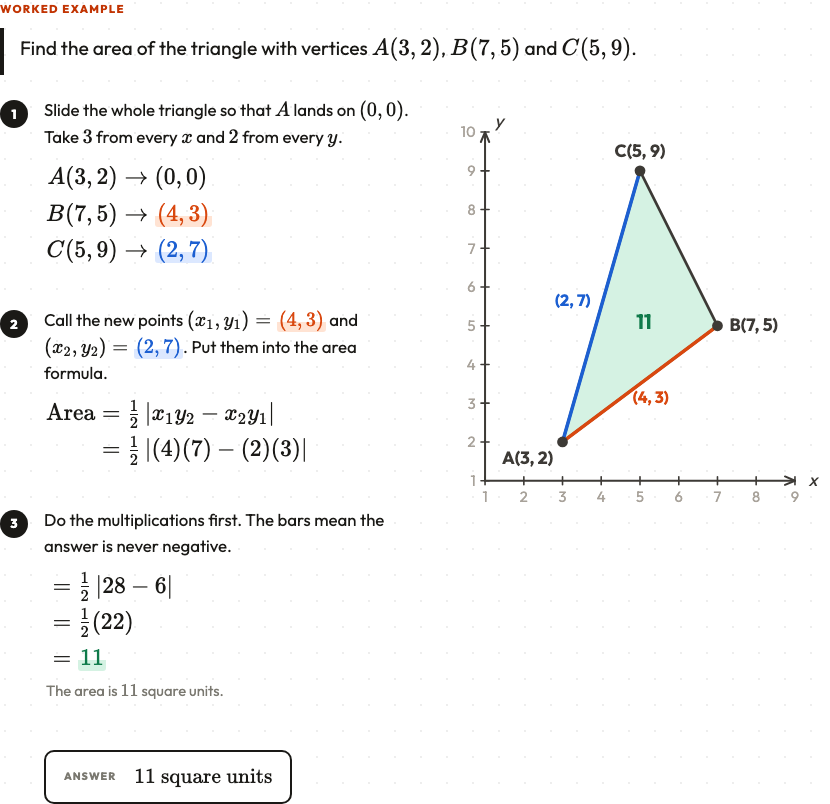 WORKED EXAMPLE
Find the area of the triangle with vertices A(3, 2), B(7, 5) and C(5, 9).
1
Slide the whole triangle so that A lands on (0, 0).
Take 3 from every x and 2 from every y.
A(3, 2) → (0, 0)
B(7, 5) → (4, 3)
C(5, 9) → (2, 7)
2
Call the new points (x₁, y₁) = (4, 3) and
(x₂, y₂) = (2, 7). Put them into the area
formula.
Area = ½ |x₁y₂ − x₂y₁|
= ½ |(4)(7) − (2)(3)|
3
Do the multiplications first. The bars mean the
answer is never negative.
= ½ |28 − 6|
= ½(22)
= 11
The area is 11 square units.
ANSWER 11 square units
y
10
9
8
7
6
5
4
3
2
1
C(5, 9)
(2, 7)
11
B(7, 5)
(4, 3)
A(3, 2)
x
1 2 3 4 5 6 7 8 9